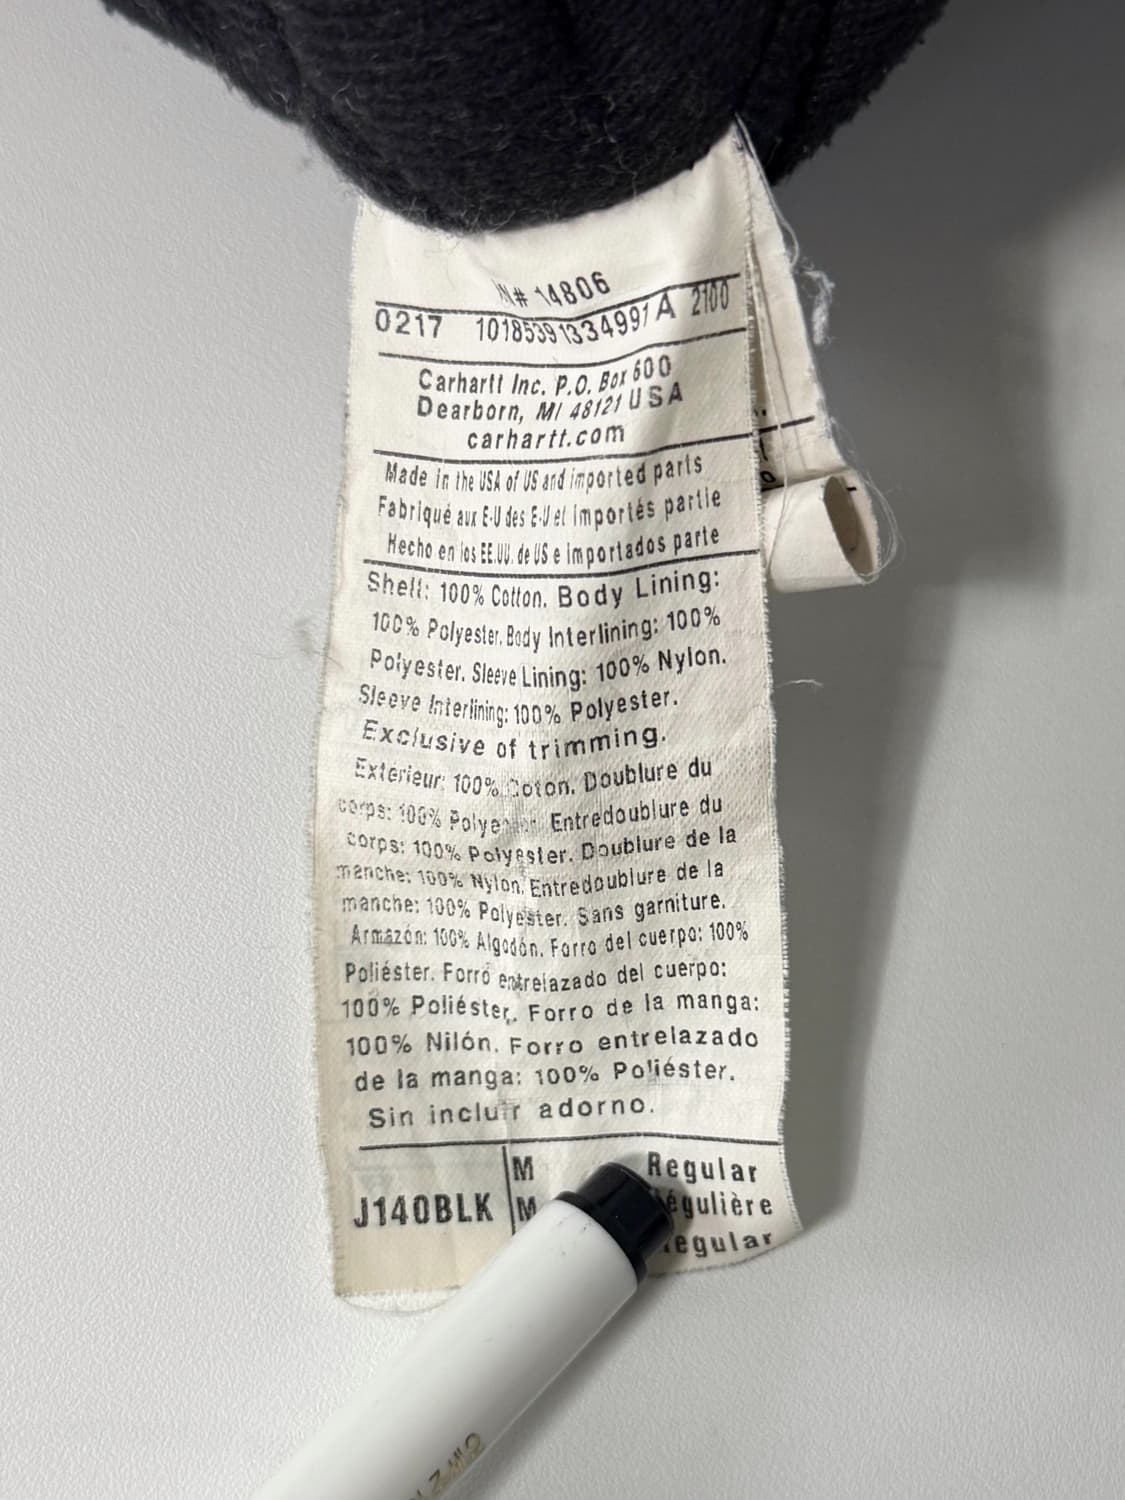 # 14806
0217 10185391334991A 2100
Carhartt Inc. P.O. Box 600
Dearborn, MI 48121 USA
carhartt.com
Made in the USA of US and imported parts
Fabriqué aux E-U des E-U et importés partie
Hecho en los EE.UU. de US e importados parte
Shell: 100% Cotton. Body Lining:
100% Polyester. Body Interlining: 100%
Polyester. Sleeve Lining: 100% Nylon.
Sleeve Interlining: 100% Polyester.
Exclusive of trimming.
Extérieur: 100% Coton. Doublure du
corps: 100% Polyester. Entredoublure du
corps: 100% Polyester. Doublure de la
manche: 100% Nylon. Entredoublure de la
manche: 100% Polyester. Sans garniture.
Armazón: 100% Algodón. Forro del cuerpo: 100%
Poliéster. Forro entrelazado del cuerpo:
100% Poliéster. Forro de la manga:
100% Nilón. Forro entrelazado
de la manga: 100% Poliéster.
Sin incluir adorno.
J140BLK
M Regular
M Régulière
Regular